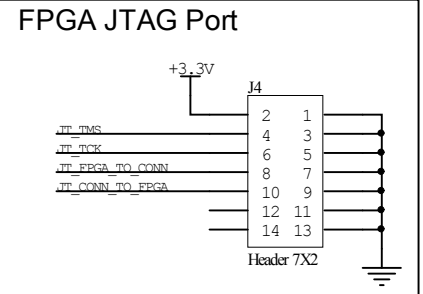 FPGA JTAG Port
+3.3V
J4
2 1
JT_TMS 4 3
JT_TCK 6 5
JT_FPGA_TO_CONN 8 7
JT_CONN_TO_FPGA 10 9
12 11
14 13
Header 7X2